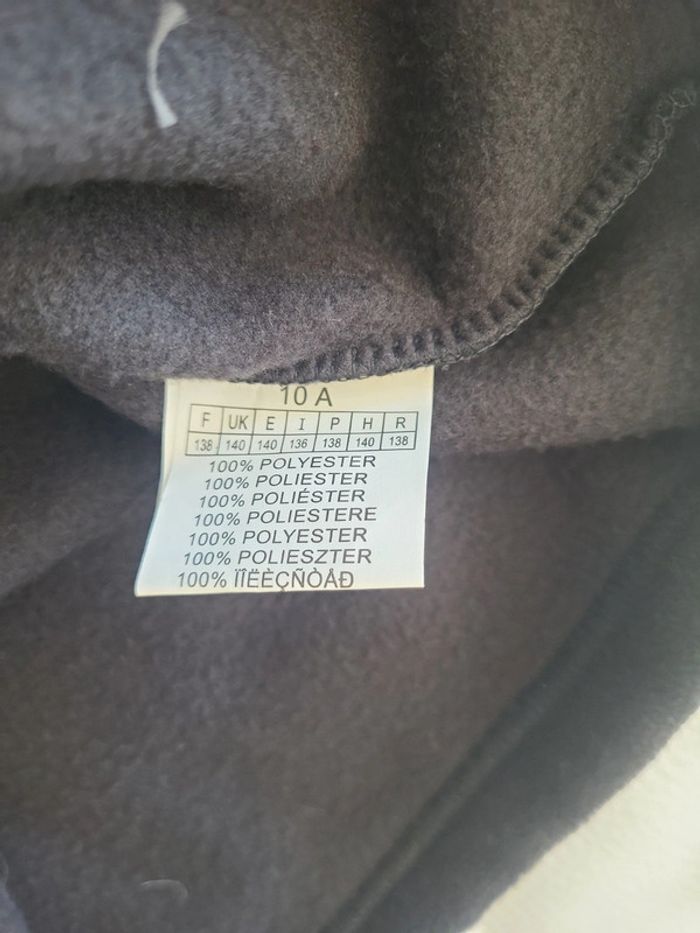 10 A
F UK E I P H R
138 140 140 136 138 140 138
100% POLYESTER
100% POLIESTER
100% POLIÉSTER
100% POLIESTERE
100% POLYESTER
100% POLIESZTER
100% ÏÎËÈÇÑÒÅÐ